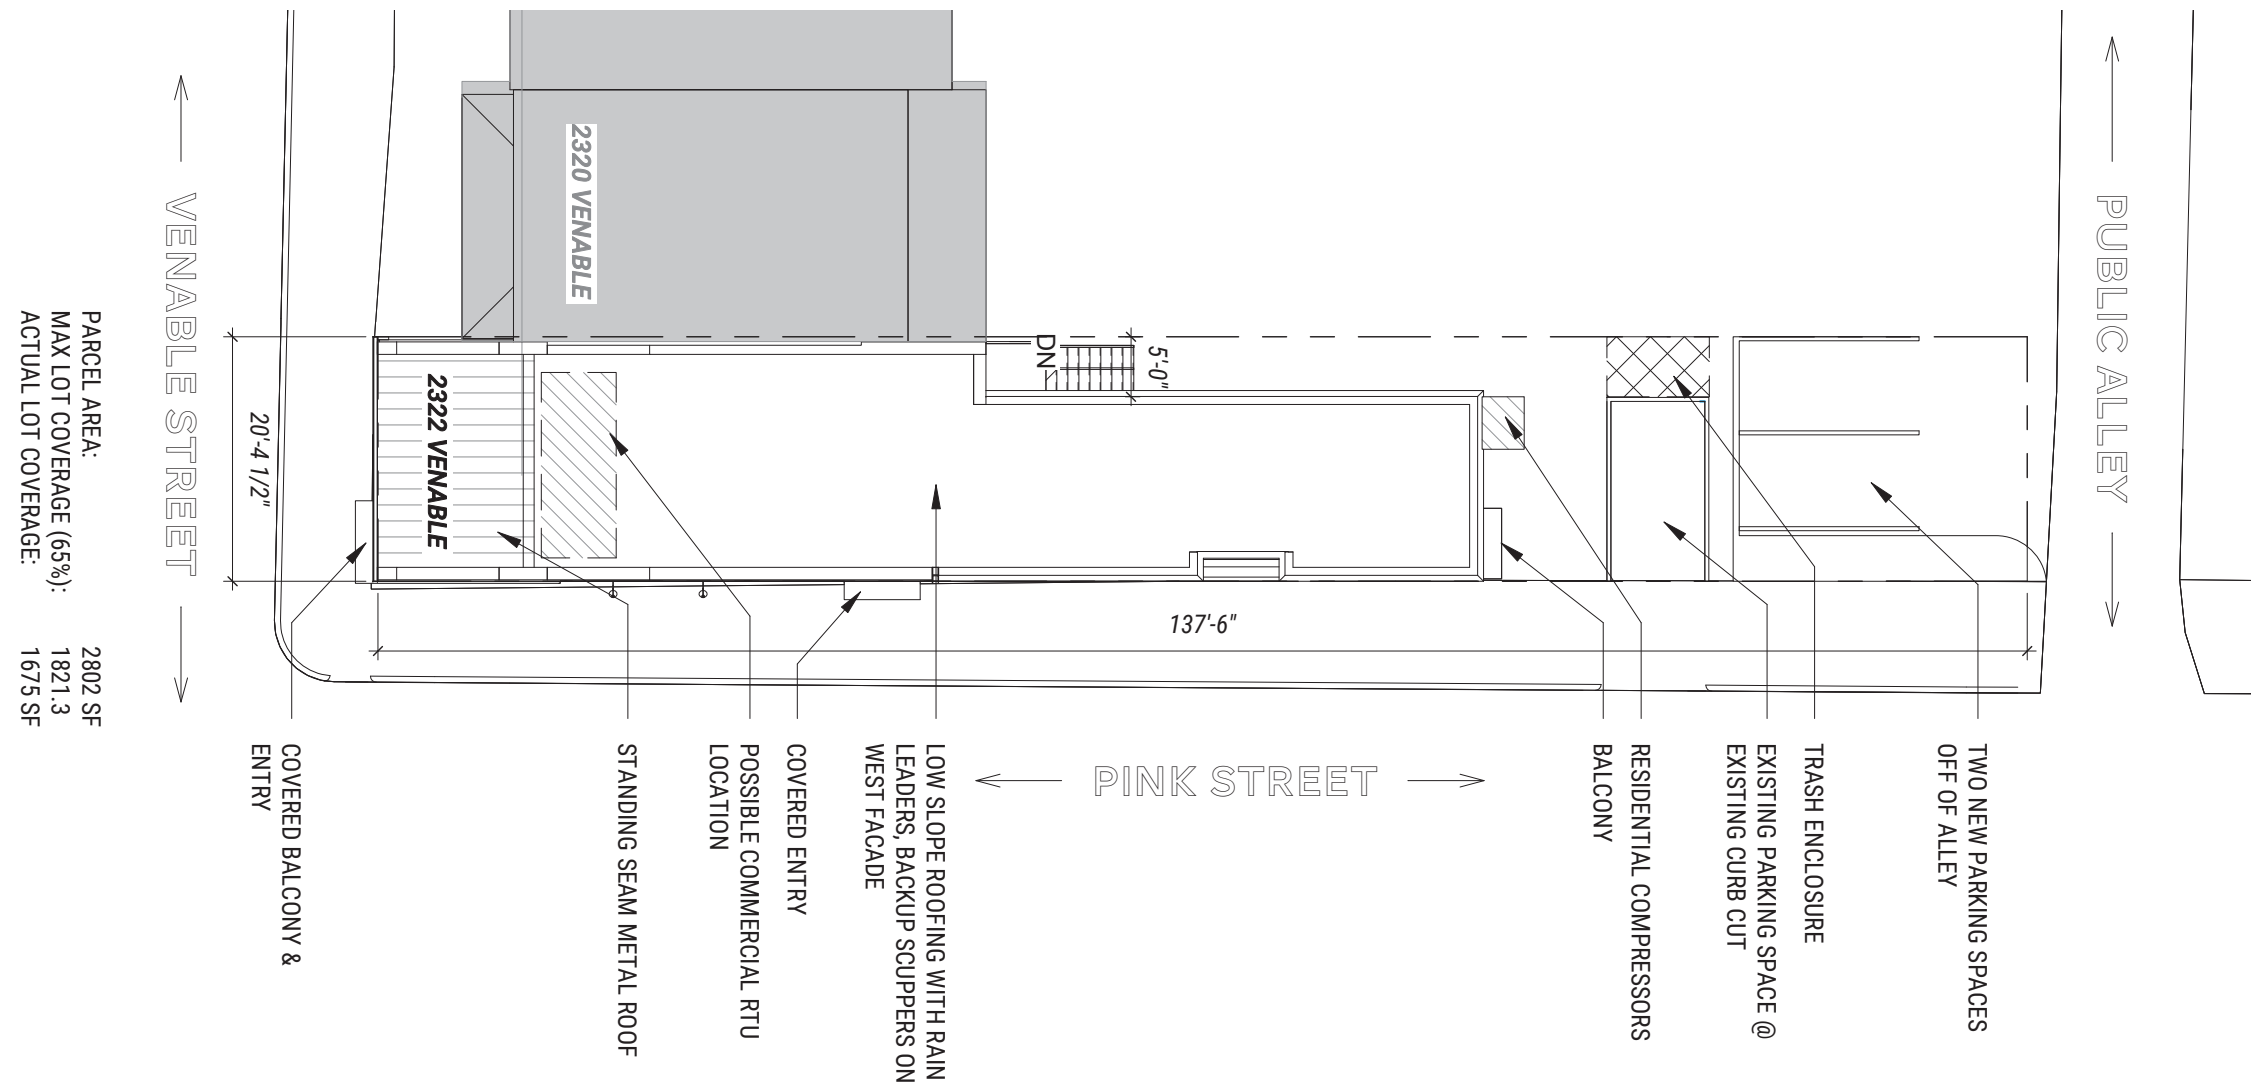 VENABLE STREET
PUBLIC ALLEY
PINK STREET
2320 VENABLE
2322 VENABLE
DN
5'-0"
20'-4 1/2"
137'-6"
PARCEL AREA: 2802 SF
MAX LOT COVERAGE (65%): 1821.3
ACTUAL LOT COVERAGE: 1675 SF
COVERED BALCONY &
ENTRY
STANDING SEAM METAL ROOF
POSSIBLE COMMERCIAL RTU
LOCATION
COVERED ENTRY
LOW SLOPE ROOFING WITH RAIN
LEADERS, BACKUP SCUPPERS ON
WEST FACADE
BALCONY
RESIDENTIAL COMPRESSORS
EXISTING PARKING SPACE @
EXISTING CURB CUT
TRASH ENCLOSURE
TWO NEW PARKING SPACES
OFF OF ALLEY